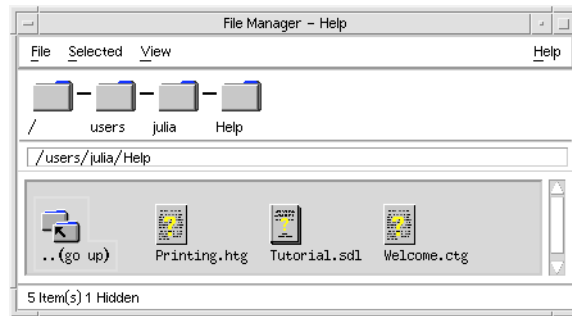 File Manager – Help
File Selected View Help
/ users julia Help
/users/julia/Help
..(go up) Printing.htg Tutorial.sdl Welcome.ctg
5 Item(s) 1 Hidden